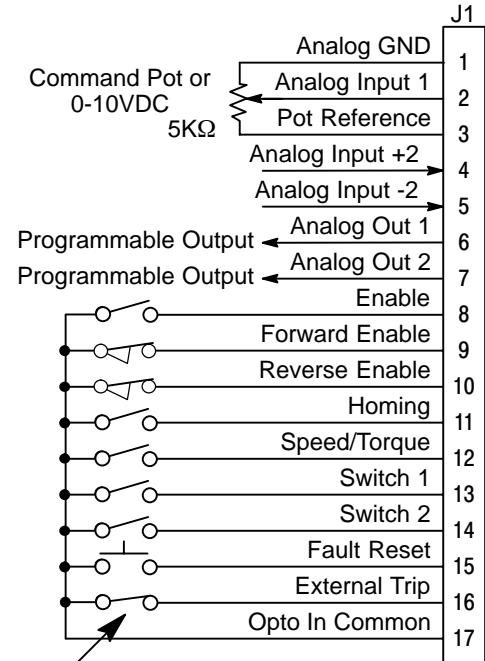 J1
Analog GND 1
Command Pot or
0-10VDC
Analog Input 1 2
5KΩ
Pot Reference 3
Analog Input +2 4
Analog Input -2 5
Programmable Output Analog Out 1 6
Programmable Output Analog Out 2 7
Enable 8
Forward Enable 9
Reverse Enable 10
Homing 11
Speed/Torque 12
Switch 1 13
Switch 2 14
Fault Reset 15
External Trip 16
Opto In Common 17